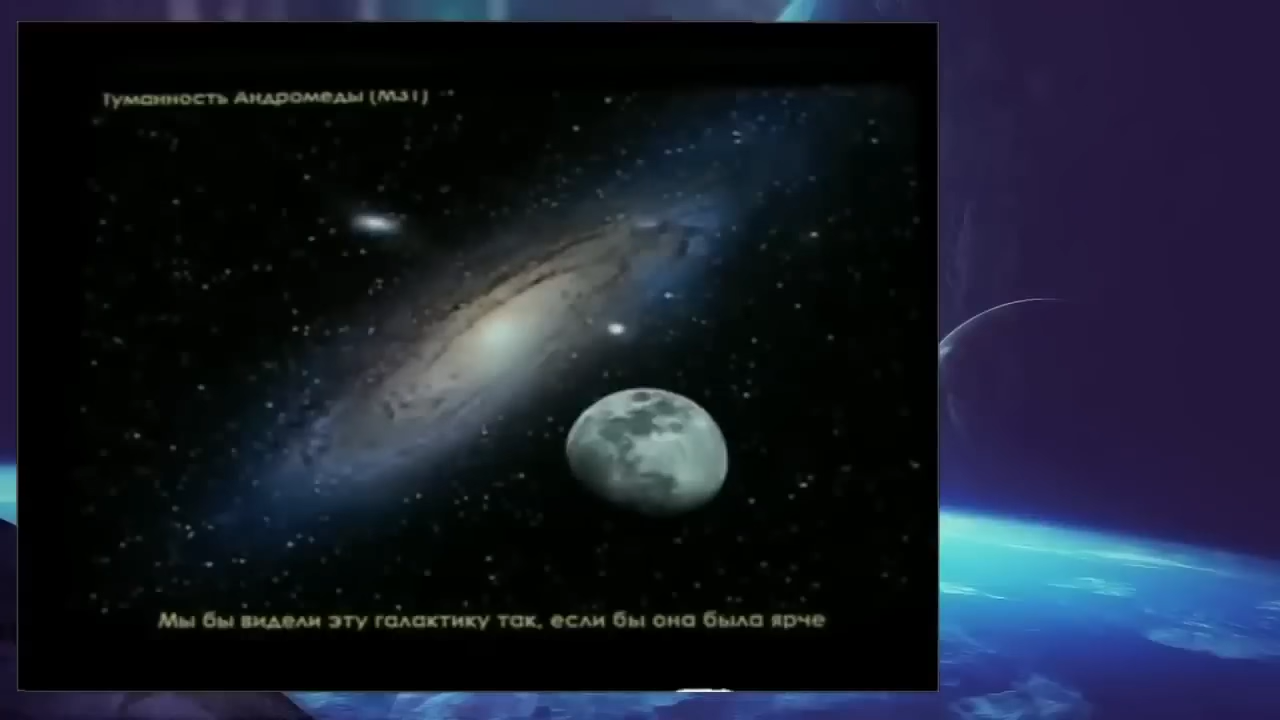 Туманность Андромеды (М31)
Мы бы видели эту галактику так, если бы она была ярче